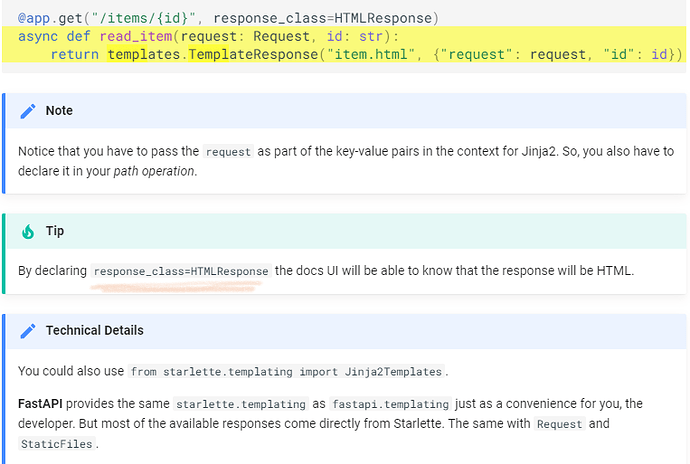 @app.get("/items/{id}", response_class=HTMLResponse)
async def read_item(request: Request, id: str):
    return templates.TemplateResponse("item.html", {"request": request, "id": id})
Note
Notice that you have to pass the request as part of the key-value pairs in the context for Jinja2. So, you also have to
declare it in your path operation.
Tip
By declaring response_class=HTMLResponse the docs UI will be able to know that the response will be HTML.
Technical Details
You could also use from starlette.templating import Jinja2Templates.
FastAPI provides the same starlette.templating as fastapi.templating just as a convenience for you, the
developer. But most of the available responses come directly from Starlette. The same with Request and
StaticFiles.